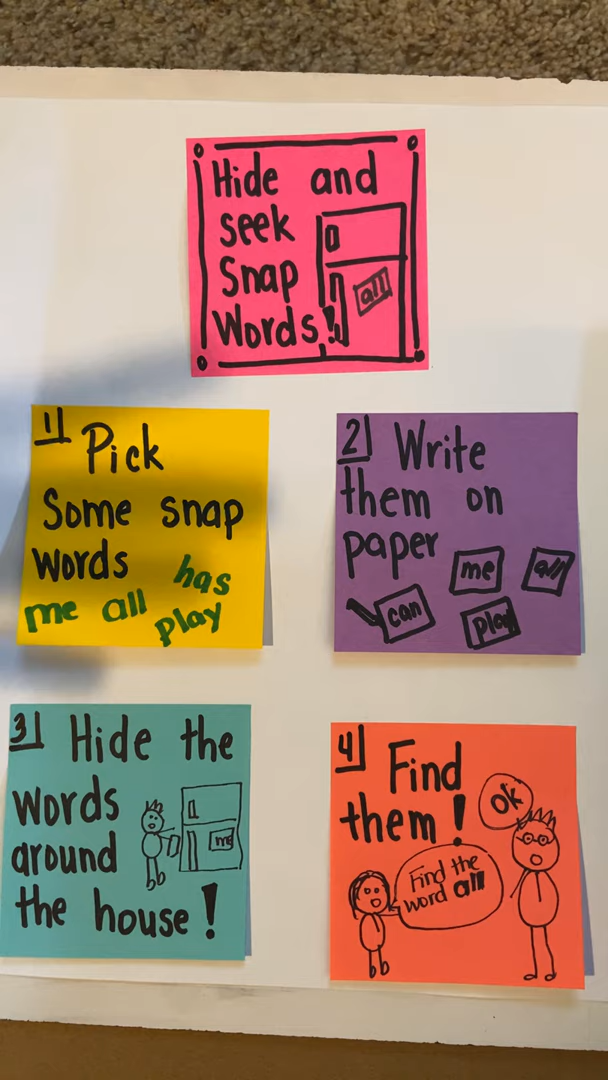 Hide and
seek
Snap
Words!
all
1 Pick
Some snap
words
has
me all
play
2 Write
them on
paper
me
all
can
play
3 Hide the
words
around
the house!
me
4 Find
them!
Ok
Find the
word all